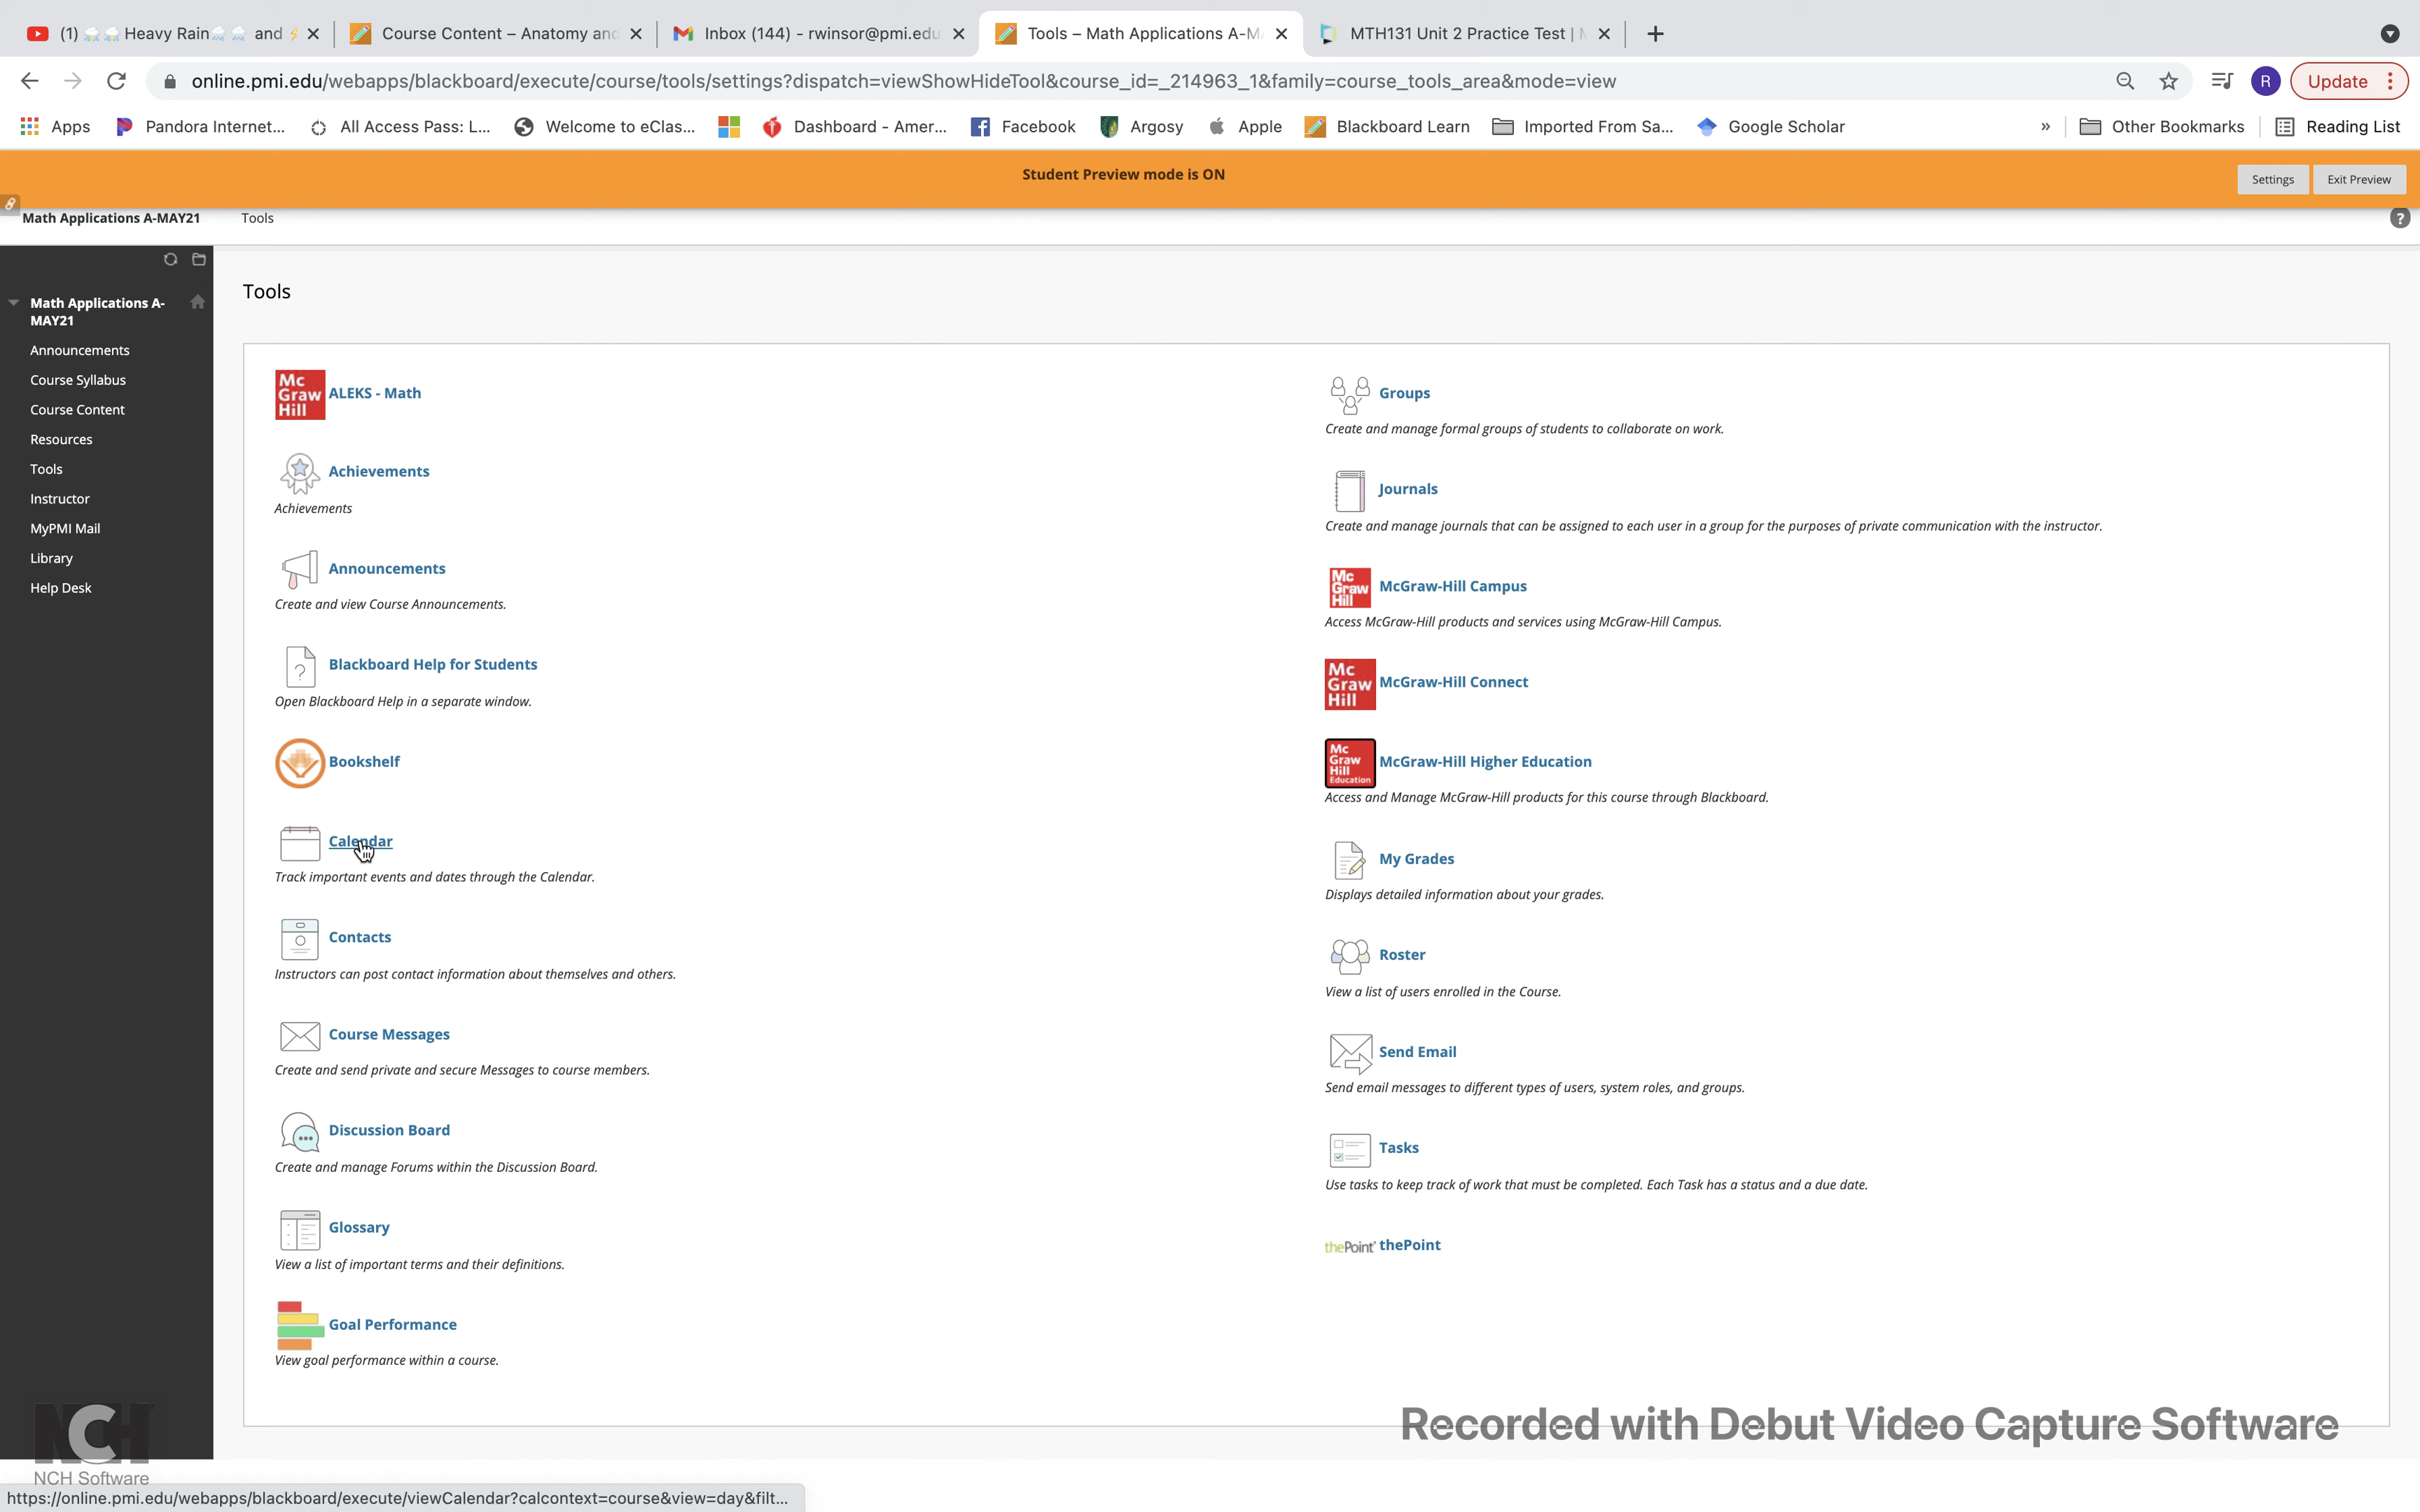 (1) Heavy Rain and
Course Content – Anatomy and
Inbox (144) - rwinsor@pmi.edu
Tools – Math Applications A-M
MTH131 Unit 2 Practice Test |
online.pmi.edu/webapps/blackboard/execute/course/tools/settings?dispatch=viewShowHideTool&course_id=_214963_1&family=course_tools_area&mode=view
R
Update
Apps
Pandora Internet...
All Access Pass: L...
Welcome to eClas...
Dashboard - Amer...
Facebook
Argosy
Apple
Blackboard Learn
Imported From Sa...
Google Scholar
»
Other Bookmarks
Reading List
Student Preview mode is ON
Settings
Exit Preview
Math Applications A-MAY21
Tools
?
Math Applications A-
MAY21
Announcements
Course Syllabus
Course Content
Resources
Tools
Instructor
MyPMI Mail
Library
Help Desk
Tools
Mc
Graw
Hill
ALEKS - Math
Achievements
Achievements
Announcements
Create and view Course Announcements.
Blackboard Help for Students
Open Blackboard Help in a separate window.
Bookshelf
Calendar
Track important events and dates through the Calendar.
Contacts
Instructors can post contact information about themselves and others.
Course Messages
Create and send private and secure Messages to course members.
Discussion Board
Create and manage Forums within the Discussion Board.
Glossary
View a list of important terms and their definitions.
Goal Performance
View goal performance within a course.
Groups
Create and manage formal groups of students to collaborate on work.
Journals
Create and manage journals that can be assigned to each user in a group for the purposes of private communication with the instructor.
Mc
Graw
Hill
McGraw-Hill Campus
Access McGraw-Hill products and services using McGraw-Hill Campus.
Mc
Graw
Hill
McGraw-Hill Connect
Mc
Graw
Hill
Education
McGraw-Hill Higher Education
Access and Manage McGraw-Hill products for this course through Blackboard.
My Grades
Displays detailed information about your grades.
Roster
View a list of users enrolled in the Course.
Send Email
Send email messages to different types of users, system roles, and groups.
Tasks
Use tasks to keep track of work that must be completed. Each Task has a status and a due date.
thePoint
thePoint
Recorded with Debut Video Capture Software
NCH
NCH Software
https://online.pmi.edu/webapps/blackboard/execute/viewCalendar?calcontext=course&view=day&filt...